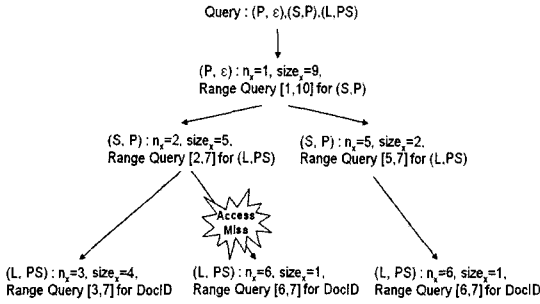 Query : (P, ε),(S,P),(L,PS)
(P, ε) : nx=1, sizex=9,
Range Query [1,10] for (S,P)
(S, P) : nx=2, sizex=5.
Range Query [2,7] for (L,PS)
(S, P) : nx=5, sizex=2.
Range Query [5,7] for (L,PS)
Access
Miss
(L, PS) : nx=3, sizex=4,
Range Query [3,7] for DocID
(L, PS) : nx=6, sizex=1,
Range Query [6,7] for DocID
(L, PS) : nx=6, sizex=1,
Range Query [6,7] for DocID